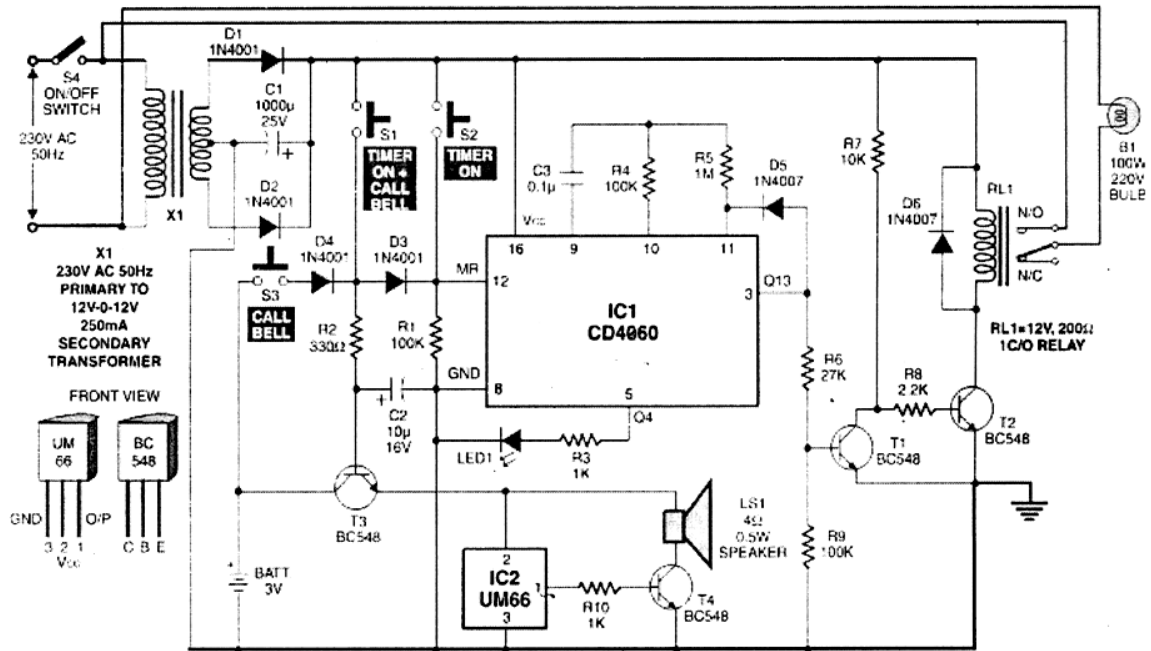 D1
1N4001
S4
ON/OFF
SWITCH
230V AC
50Hz
C1
1000µ
25V
+
D2
1N4001
X1
X1
230V AC 50Hz
PRIMARY TO
12V-0-12V
250mA
SECONDARY
TRANSFORMER
S1
TIMER
ON +
CALL
BELL
S2
TIMER
ON
S3
CALL
BELL
D4
1N4001
D3
1N4001
R2
330Ω
R1
100K
+
C2
10µ
16V
C3
0.1µ
R4
100K
R5
1M
D5
1N4007
Vcc
16
9
10
11
MR
12
IC1
CD4060
3
Q13
GND
8
5
Q4
LED1
R3
1K
R6
27K
R7
10K
R8
2.2K
T1
BC548
T2
BC548
D6
1N4007
RL1
N/O
N/C
RL1=12V, 200Ω
1C/O RELAY
B1
100W
220V
BULB
FRONT VIEW
UM
66
BC
548
GND
O/P
3 2 1
Vcc
C B E
+
BATT
3V
T3
BC548
2
IC2
UM66
1
3
R10
1K
T4
BC548
LS1
4Ω
0.5W
SPEAKER
R9
100K